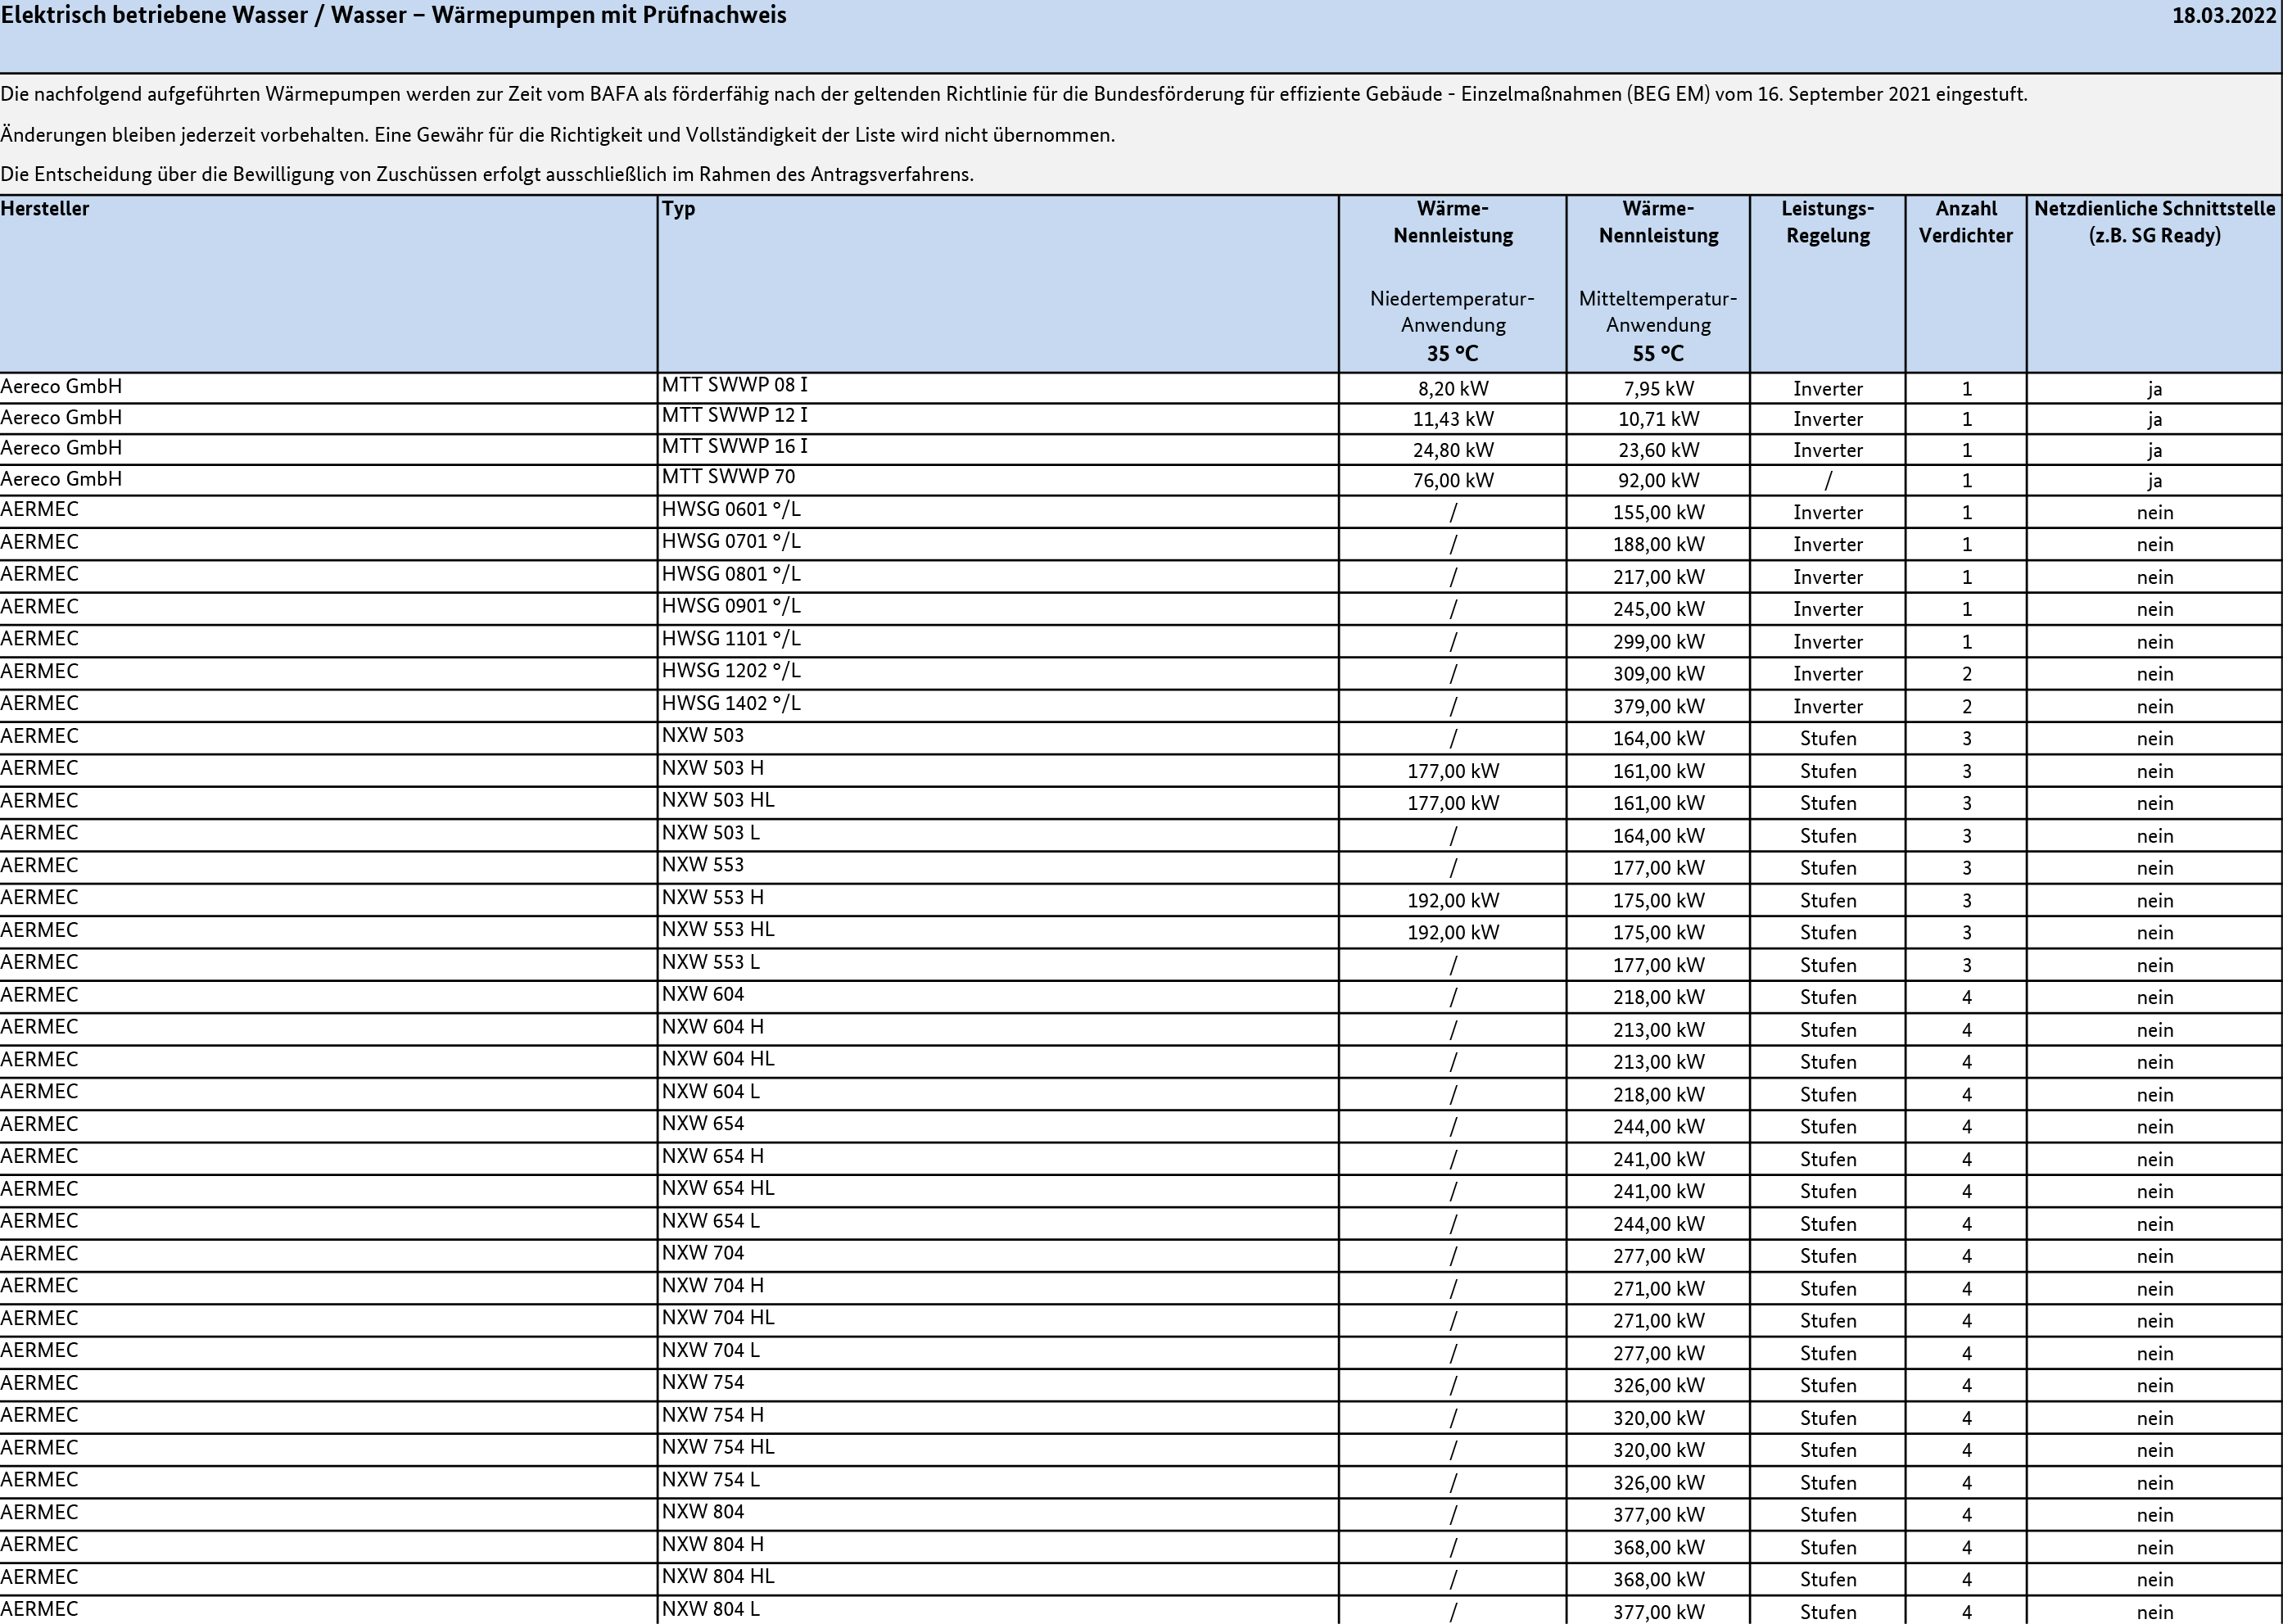 Elektrisch betriebene Wasser / Wasser – Wärmepumpen mit Prüfnachweis 18.03.2022
Die nachfolgend aufgeführten Wärmepumpen werden zur Zeit vom BAFA als förderfähig nach der geltenden Richtlinie für die Bundesförderung für effiziente Gebäude - Einzelmaßnahmen (BEG EM) vom 16. September 2021 eingestuft.
Änderungen bleiben jederzeit vorbehalten. Eine Gewähr für die Richtigkeit und Vollständigkeit der Liste wird nicht übernommen.
Die Entscheidung über die Bewilligung von Zuschüssen erfolgt ausschließlich im Rahmen des Antragsverfahrens.
Hersteller Typ Wärme- Wärme- Leistungs- Anzahl Netzdienliche Schnittstelle
Nennleistung Nennleistung Regelung Verdichter (z.B. SG Ready)
Niedertemperatur- Mitteltemperatur-
Anwendung Anwendung
35 °C 55 °C
Aereco GmbH MTT SWWP 08 I 8,20 kW 7,95 kW Inverter 1 ja
Aereco GmbH MTT SWWP 12 I 11,43 kW 10,71 kW Inverter 1 ja
Aereco GmbH MTT SWWP 16 I 24,80 kW 23,60 kW Inverter 1 ja
Aereco GmbH MTT SWWP 70 76,00 kW 92,00 kW / 1 ja
AERMEC HWSG 0601 °/L / 155,00 kW Inverter 1 nein
AERMEC HWSG 0701 °/L / 188,00 kW Inverter 1 nein
AERMEC HWSG 0801 °/L / 217,00 kW Inverter 1 nein
AERMEC HWSG 0901 °/L / 245,00 kW Inverter 1 nein
AERMEC HWSG 1101 °/L / 299,00 kW Inverter 1 nein
AERMEC HWSG 1202 °/L / 309,00 kW Inverter 2 nein
AERMEC HWSG 1402 °/L / 379,00 kW Inverter 2 nein
AERMEC NXW 503 / 164,00 kW Stufen 3 nein
AERMEC NXW 503 H 177,00 kW 161,00 kW Stufen 3 nein
AERMEC NXW 503 HL 177,00 kW 161,00 kW Stufen 3 nein
AERMEC NXW 503 L / 164,00 kW Stufen 3 nein
AERMEC NXW 553 / 177,00 kW Stufen 3 nein
AERMEC NXW 553 H 192,00 kW 175,00 kW Stufen 3 nein
AERMEC NXW 553 HL 192,00 kW 175,00 kW Stufen 3 nein
AERMEC NXW 553 L / 177,00 kW Stufen 3 nein
AERMEC NXW 604 / 218,00 kW Stufen 4 nein
AERMEC NXW 604 H / 213,00 kW Stufen 4 nein
AERMEC NXW 604 HL / 213,00 kW Stufen 4 nein
AERMEC NXW 604 L / 218,00 kW Stufen 4 nein
AERMEC NXW 654 / 244,00 kW Stufen 4 nein
AERMEC NXW 654 H / 241,00 kW Stufen 4 nein
AERMEC NXW 654 HL / 241,00 kW Stufen 4 nein
AERMEC NXW 654 L / 244,00 kW Stufen 4 nein
AERMEC NXW 704 / 277,00 kW Stufen 4 nein
AERMEC NXW 704 H / 271,00 kW Stufen 4 nein
AERMEC NXW 704 HL / 271,00 kW Stufen 4 nein
AERMEC NXW 704 L / 277,00 kW Stufen 4 nein
AERMEC NXW 754 / 326,00 kW Stufen 4 nein
AERMEC NXW 754 H / 320,00 kW Stufen 4 nein
AERMEC NXW 754 HL / 320,00 kW Stufen 4 nein
AERMEC NXW 754 L / 326,00 kW Stufen 4 nein
AERMEC NXW 804 / 377,00 kW Stufen 4 nein
AERMEC NXW 804 H / 368,00 kW Stufen 4 nein
AERMEC NXW 804 HL / 368,00 kW Stufen 4 nein
AERMEC NXW 804 L / 377,00 kW Stufen 4 nein